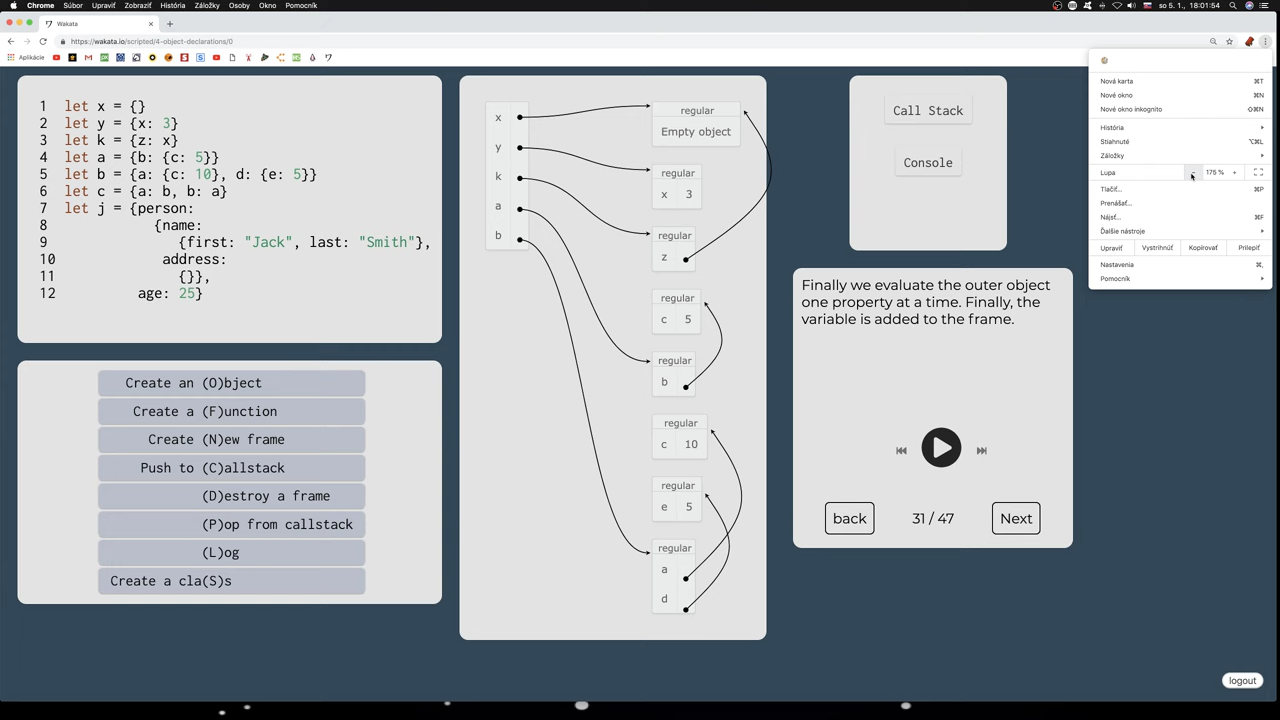 Chrome Súbor Upraviť Zobraziť História Záložky Osoby Okno Pomocník
so 5. 1., 18:01:54
Wakata
https://wakata.io/scripted/4-object-declarations/0
Aplikácie
1 let x = {}
2 let y = {x: 3}
3 let k = {z: x}
4 let a = {b: {c: 5}}
5 let b = {a: {c: 10}, d: {e: 5}}
6 let c = {a: b, b: a}
7 let j = {person:
8 {name:
9 {first: "Jack", last: "Smith"},
10 address:
11 {}},
12 age: 25}
Create an (O)bject
Create a (F)unction
Create (N)ew frame
Push to (C)allstack
(D)estroy a frame
(P)op from callstack
(L)og
Create a cla(S)s
x
y
k
a
b
regular
Empty object
regular
x 3
regular
z
regular
c 5
regular
b
regular
c 10
regular
e 5
regular
a
d
Call Stack
Console
Finally we evaluate the outer object
one property at a time. Finally, the
variable is added to the frame.
back
31 / 47
Next
Nová karta ⌘T
Nové okno ⌘N
Nové okno inkognito ⇧⌘N
História
Stiahnuté ⌥⌘L
Záložky
Lupa - 175 % +
Tlačiť... ⌘P
Prenášať...
Nájsť... ⌘F
Ďalšie nástroje
Upraviť Vystrihnúť Kopírovať Prilepiť
Nastavenia ⌘,
Pomocník
logout